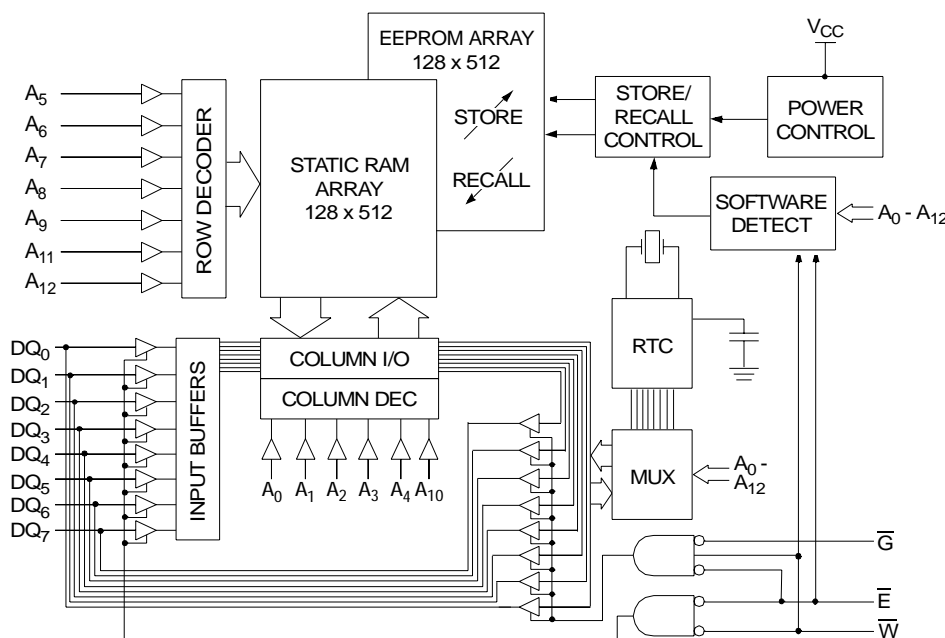 EEPROM ARRAY
128 x 512
STORE
RECALL
STATIC RAM
ARRAY
128 x 512
A5
A6
A7
A8
A9
A11
A12
ROW DECODER
STORE/
RECALL
CONTROL
VCC
POWER
CONTROL
SOFTWARE
DETECT
A0 - A12
RTC
MUX
A0 -
A12
DQ0
DQ1
DQ2
DQ3
DQ4
DQ5
DQ6
DQ7
INPUT BUFFERS
COLUMN I/O
COLUMN DEC
A0 A1 A2 A3 A4 A10
G̅
E̅
W̅